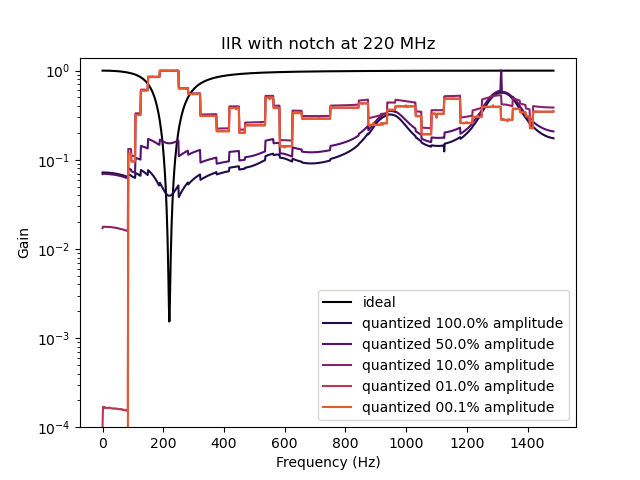 IIR with notch at 220 MHz
10⁰
10⁻¹
10⁻²
10⁻³
10⁻⁴
Gain
ideal
quantized 100.0% amplitude
quantized 50.0% amplitude
quantized 10.0% amplitude
quantized 01.0% amplitude
quantized 00.1% amplitude
0 200 400 600 800 1000 1200 1400
Frequency (Hz)